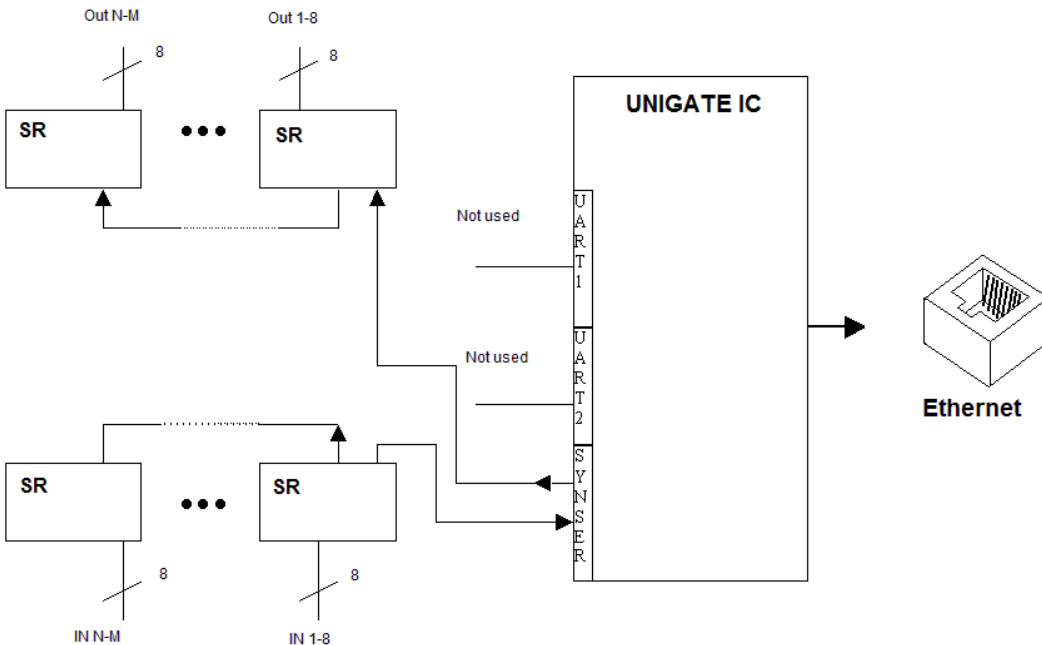 Out N-M
Out 1-8
8
8
SR
SR
UNIGATE IC
UART1
Not used
Not used
UART2
Ethernet
SYNSER
SR
SR
8
8
IN N-M
IN 1-8